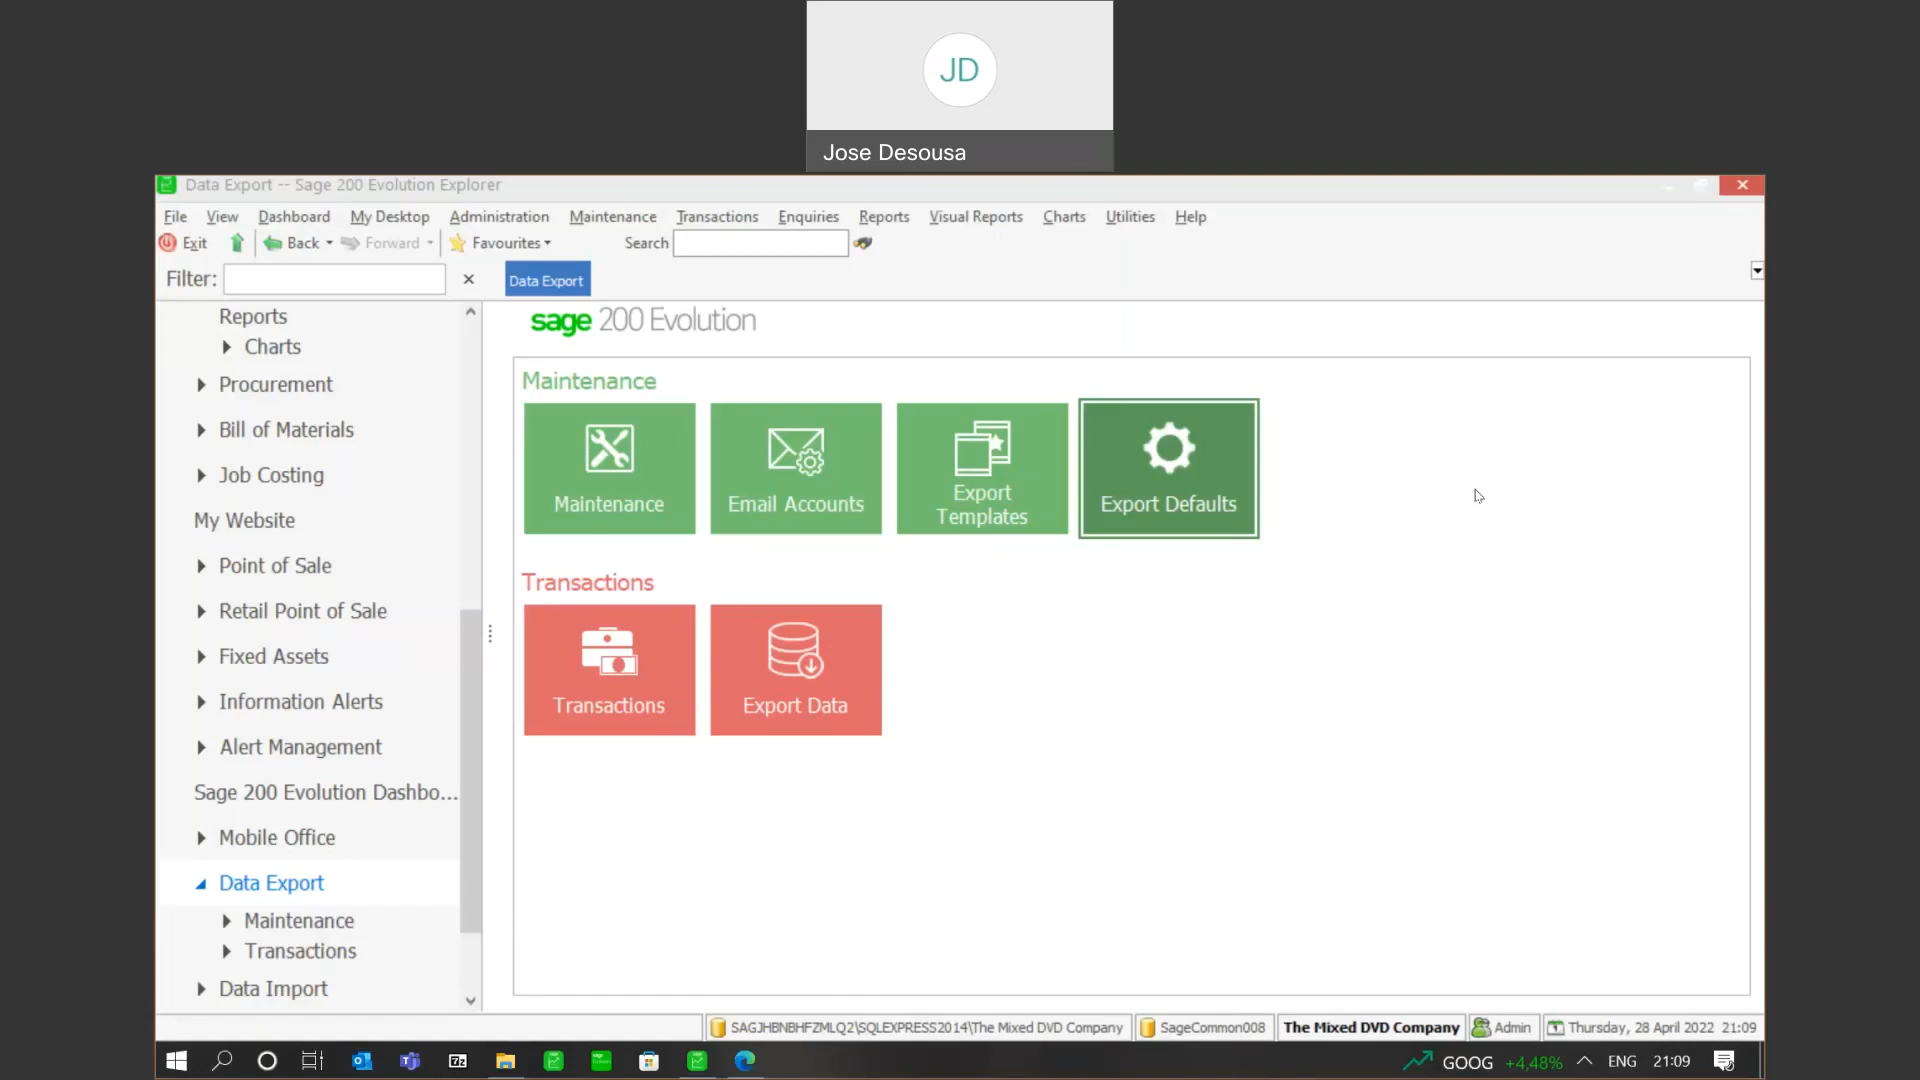 JD
Jose Desousa
Data Export -- Sage 200 Evolution Explorer
File View Dashboard My Desktop Administration Maintenance Transactions Enquiries Reports Visual Reports Charts Utilities Help
Exit Back Forward Favourites Search
Filter: Data Export
sage 200 Evolution
Reports
Charts
Procurement
Bill of Materials
Job Costing
My Website
Point of Sale
Retail Point of Sale
Fixed Assets
Information Alerts
Alert Management
Sage 200 Evolution Dashbo...
Mobile Office
Data Export
Maintenance
Transactions
Data Import
Maintenance
Maintenance
Email Accounts
Export
Templates
Export Defaults
Transactions
Transactions
Export Data
SAGJHBNBHFZMLQ2\SQLEXPRESS2014\The Mixed DVD Company SageCommon008 The Mixed DVD Company Admin Thursday, 28 April 2022 21:09
GOOG +4,48% ENG 21:09